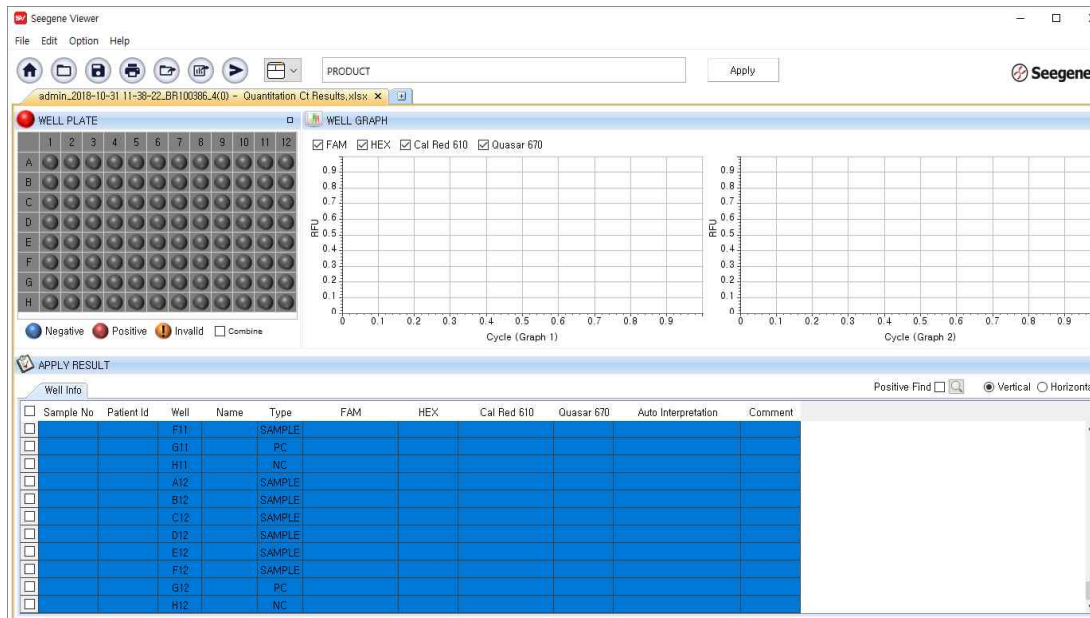 Seegene Viewer
File Edit Option Help
PRODUCT Apply Seegene
admin_2018-10-31 11-38-22_BR100386_4(0) - Quantitation Ct Results.xlsx
WELL PLATE
1 2 3 4 5 6 7 8 9 10 11 12
A
B
C
D
E
F
G
H
Negative Positive Invalid Combine
WELL GRAPH
FAM HEX Cal Red 610 Quasar 670
0.9
0.8
0.7
0.6
0.5
0.4
0.3
0.2
0.1
0
RFU
0 0.1 0.2 0.3 0.4 0.5 0.6 0.7 0.8 0.9
Cycle (Graph 1)
0.9
0.8
0.7
0.6
0.5
0.4
0.3
0.2
0.1
0
RFU
0 0.1 0.2 0.3 0.4 0.5 0.6 0.7 0.8 0.9
Cycle (Graph 2)
APPLY RESULT
Well Info
Positive Find Vertical Horizonta
Sample No Patient Id Well Name Type FAM HEX Cal Red 610 Quasar 670 Auto Interpretation Comment
F11 SAMPLE
G11 PC
H11 NC
A12 SAMPLE
B12 SAMPLE
C12 SAMPLE
D12 SAMPLE
E12 SAMPLE
F12 SAMPLE
G12 PC
H12 NC